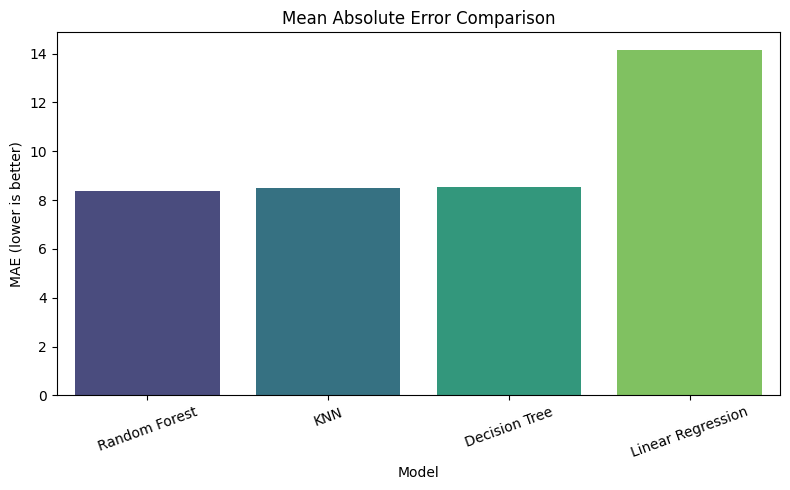 Mean Absolute Error Comparison
MAE (lower is better)
14
12
10
8
6
4
2
0
Random Forest
KNN
Decision Tree
Linear Regression
Model